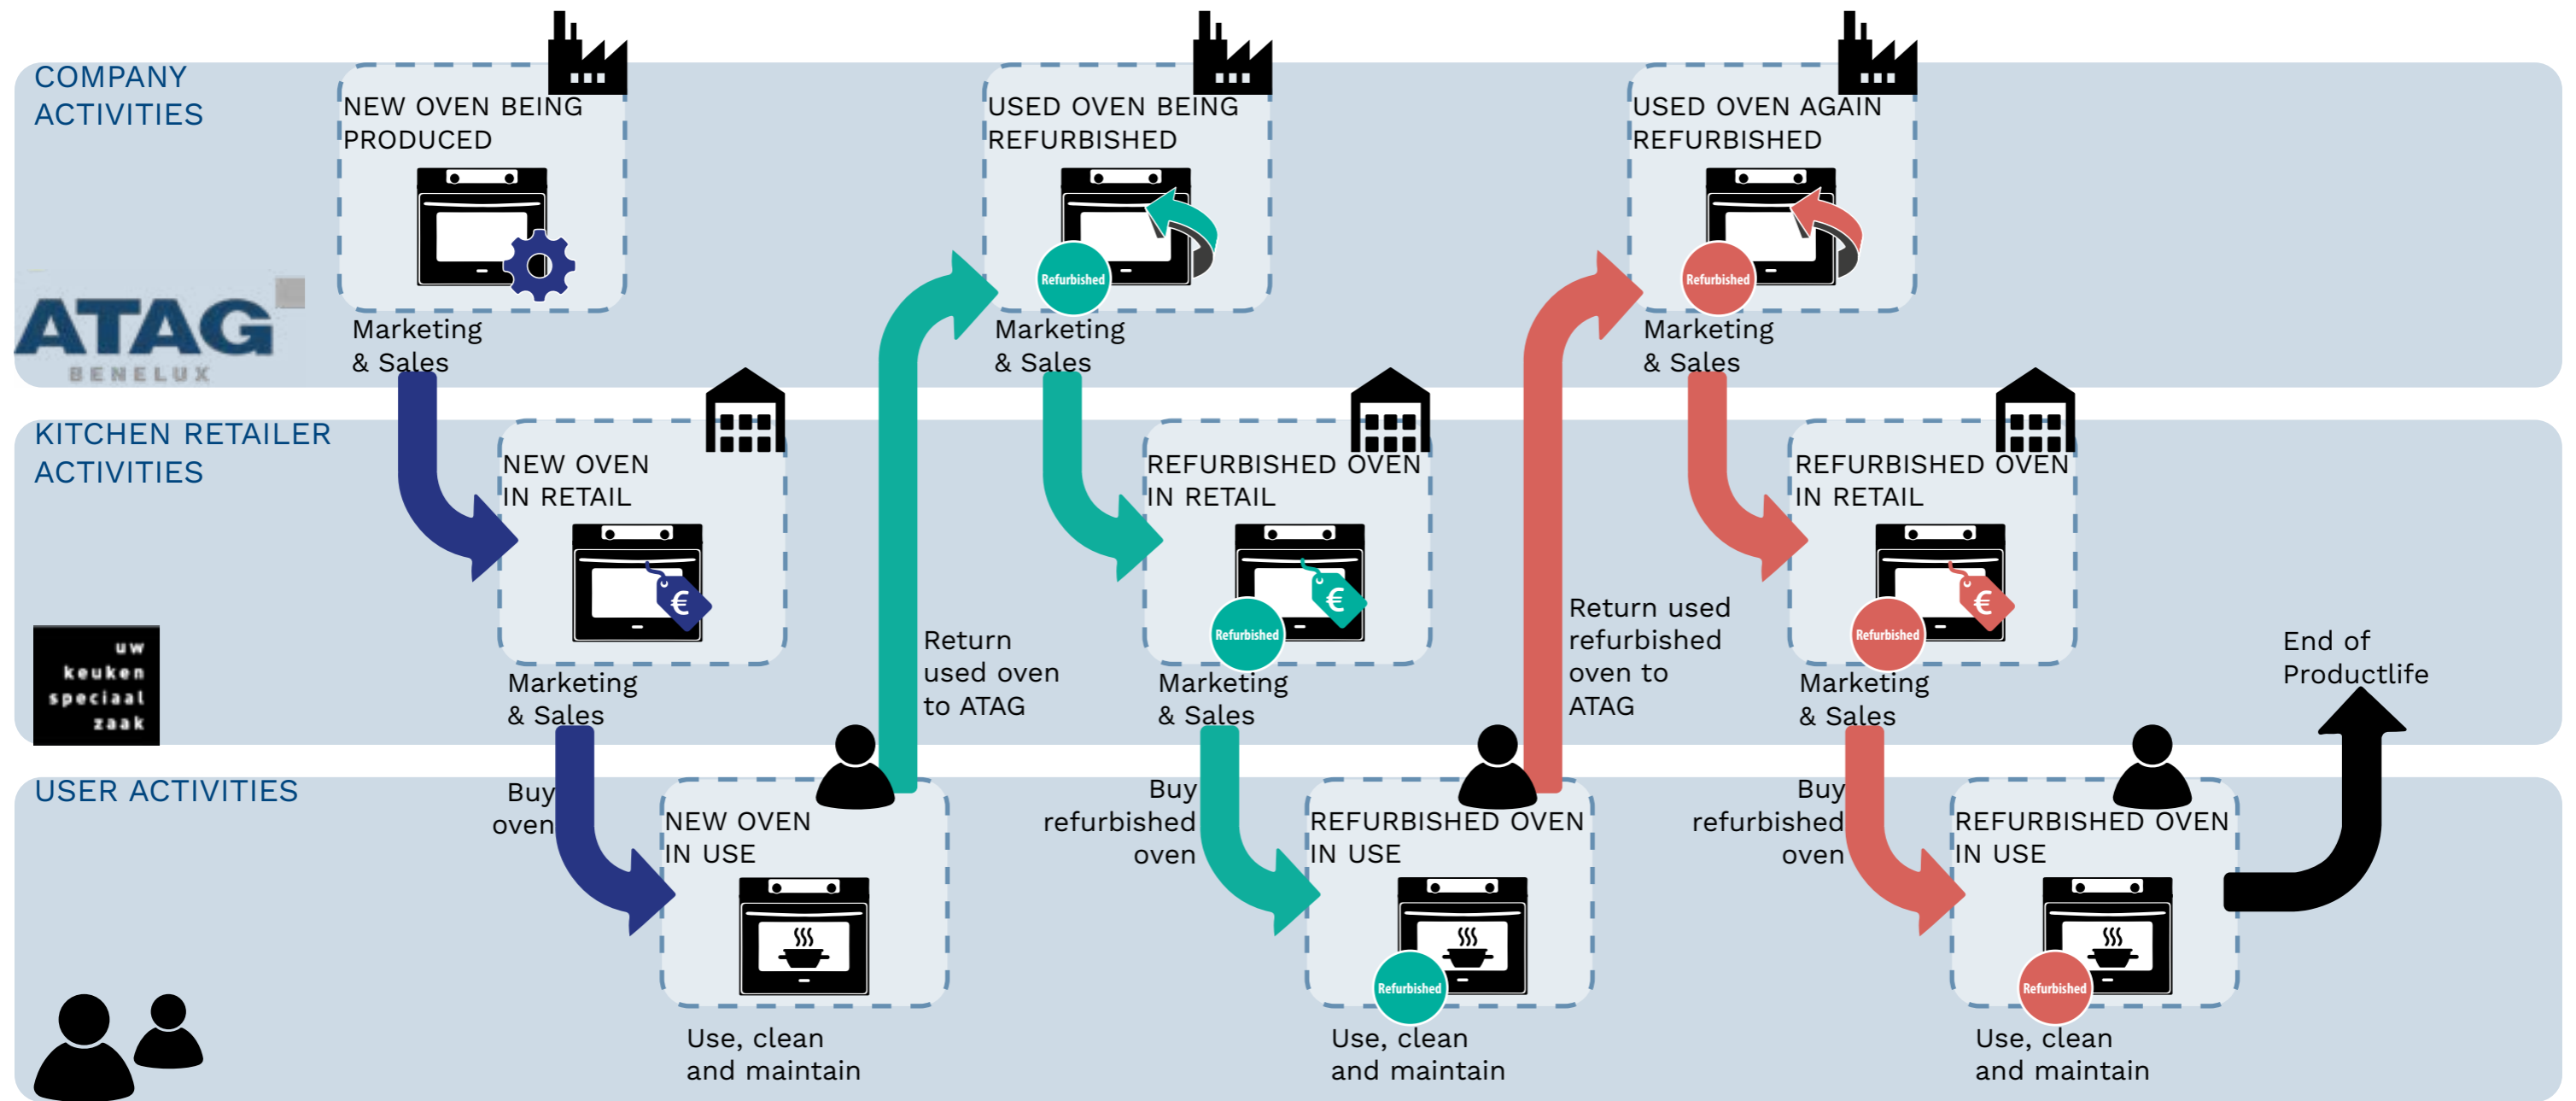 COMPANY
ACTIVITIES
NEW OVEN BEING
PRODUCED
Marketing
& Sales
USED OVEN BEING
REFURBISHED
Refurbished
Marketing
& Sales
USED OVEN AGAIN
REFURBISHED
Refurbished
Marketing
& Sales
ATAG
BENELUX
KITCHEN RETAILER
ACTIVITIES
NEW OVEN
IN RETAIL
€
Marketing
& Sales
Return
used oven
to ATAG
REFURBISHED OVEN
IN RETAIL
€
Refurbished
Marketing
& Sales
Return used
refurbished
oven to
ATAG
REFURBISHED OVEN
IN RETAIL
€
Refurbished
Marketing
& Sales
End of
Productlife
uw
keuken
speciaal
zaak
USER ACTIVITIES
Buy
oven
NEW OVEN
IN USE
Use, clean
and maintain
Buy
refurbished
oven
REFURBISHED OVEN
IN USE
Refurbished
Use, clean
and maintain
Buy
refurbished
oven
REFURBISHED OVEN
IN USE
Refurbished
Use, clean
and maintain